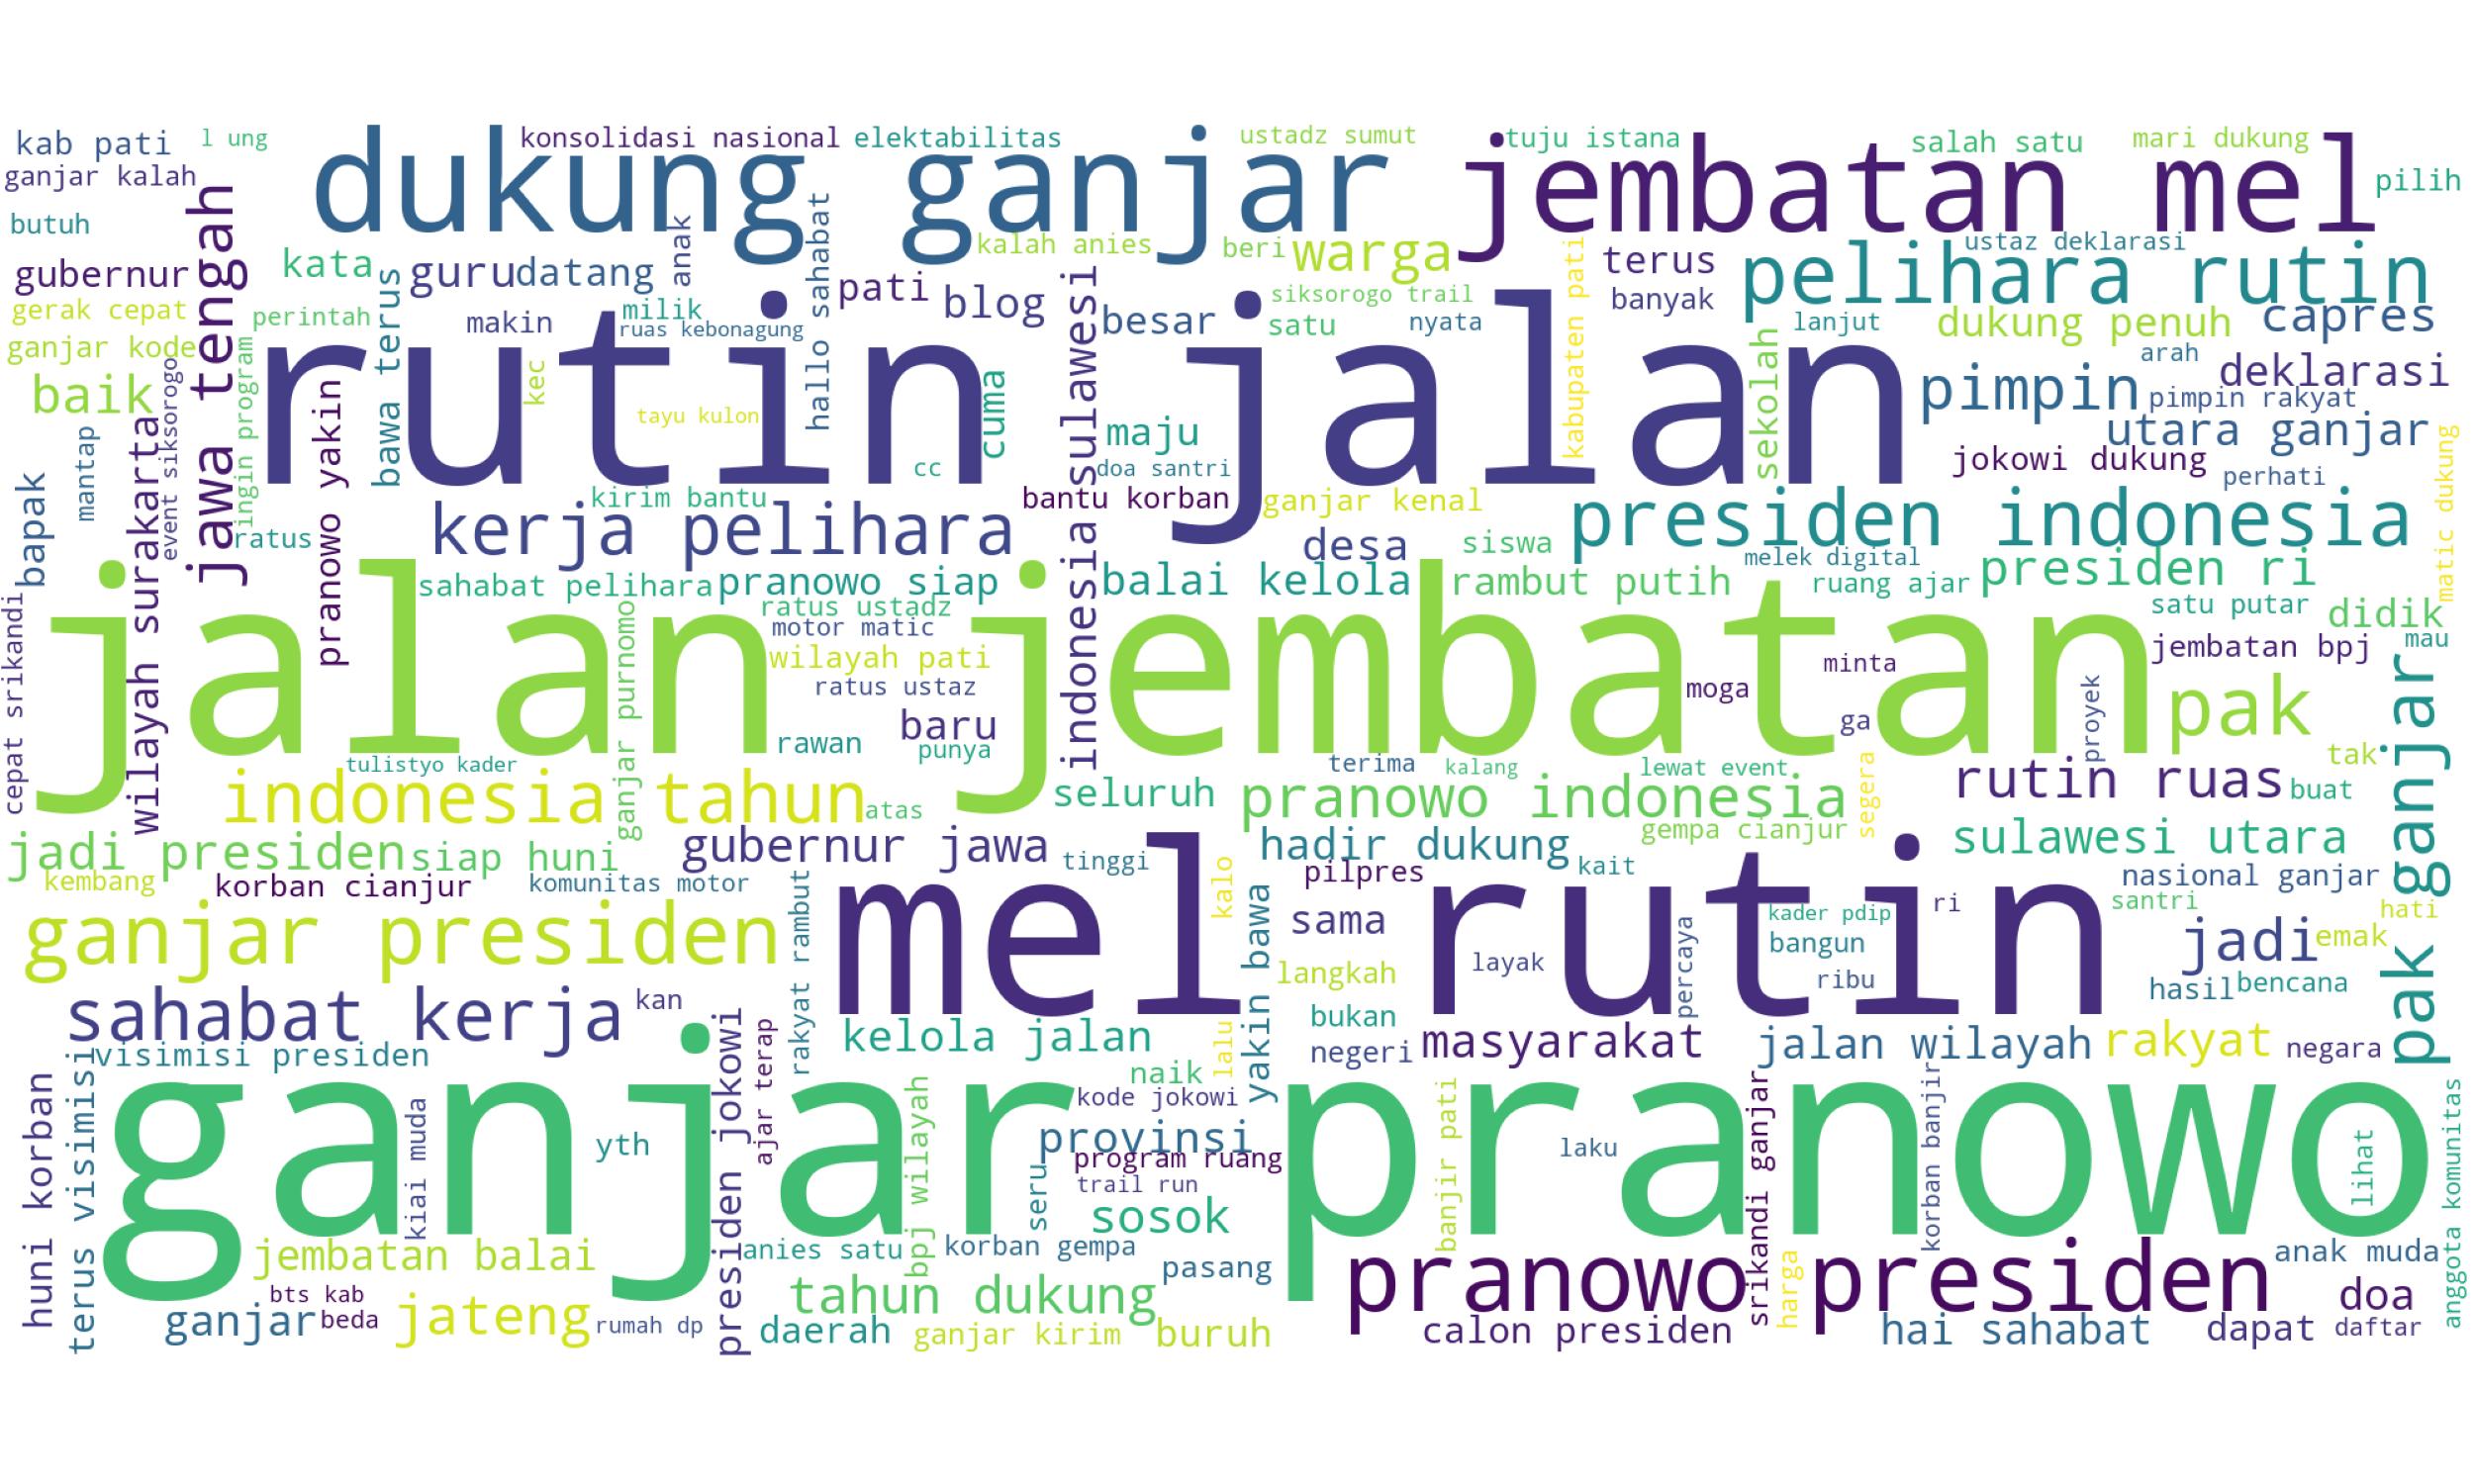 kab pati
l ung
konsolidasi nasional
elektabilitas
ustadz sumut
tuju istana
salah satu
mari dukung
dukung ganjar
jembatan mel
ganjar kalah
pilih
butuh
jawa tengah
hallo sahabat
anak
kalah anies
beri
warga
kabupaten pati
terus
ustaz deklarasi
pelihara rutin
gubernur
kata
bawa terus
guru
datang
pati
blog
indonesia sulawesi
siksorogo trail
banyak
gerak cepat
perintah
makin
milik
ruas kebonagung
besar
satu
nyata
lanjut
dukung penuh
capres
ganjar kode
rutin jalan
sekolah
arah
baik
event siksorogo
ingin program
pranowo yakin
kec
tayu kulon
cuma
maju
pimpin
deklarasi
pimpin rakyat
mantap
wilayah surakarta
cc
doa santri
utara ganjar
jokowi dukung
perhati
matic dukung
bapak
kirim bantu
bantu korban
ganjar kenal
ratus
kerja pelihara
desa
siswa
presiden indonesia
melek digital
sahabat pelihara
pranowo siap
balai kelola
rambut putih
ruang ajar
presiden ri
cepat srikandi
jalan jembatan
ganjar purnomo
ratus ustadz
motor matic
satu putar
didik
wilayah pati
minta
jembatan bpj
mau
ratus ustaz
moga
proyek
pak
baru
ga
rawan
punya
tak
pak ganjar
tulistyo kader
terima
kalang
lewat event
segera
indonesia tahun
atas
seluruh
pranowo indonesia
rutin ruas
buat
gempa cianjur
jadi presiden
siap huni
gubernur jawa
tinggi
hadir dukung
kait
sulawesi utara
kembang
korban cianjur
komunitas motor
kalo
pilpres
nasional ganjar
rakyat rambut
mel rutin
yakin bawa
sama
kader pdip
ri
santri
hati
ganjar presiden
bangun
jadi
emak
langkah
layak
percaya
ribu
hasil
bencana
sahabat kerja
kan
presiden jokowi
ajar terap
kelola jalan
lalu
bukan
negeri
masyarakat
jalan wilayah
rakyat
negara
visimisi presiden
naik
huni korban
terus visimisi
ganjar pranowo
kiai muda
yth
bpj wilayah
kode jokowi
provinsi
banjir pati
laku
srikandi ganjar
korban banjir
lihat
anggota komunitas
program ruang
trail run
seru
sosok
jembatan balai
anies satu
korban gempa
pasang
pranowo presiden
anak muda
harga
bts kab
ganjar
beda
jateng
rumah dp
tahun dukung
daerah
ganjar kirim
buruh
calon presiden
hai sahabat
doa
dapat
daftar